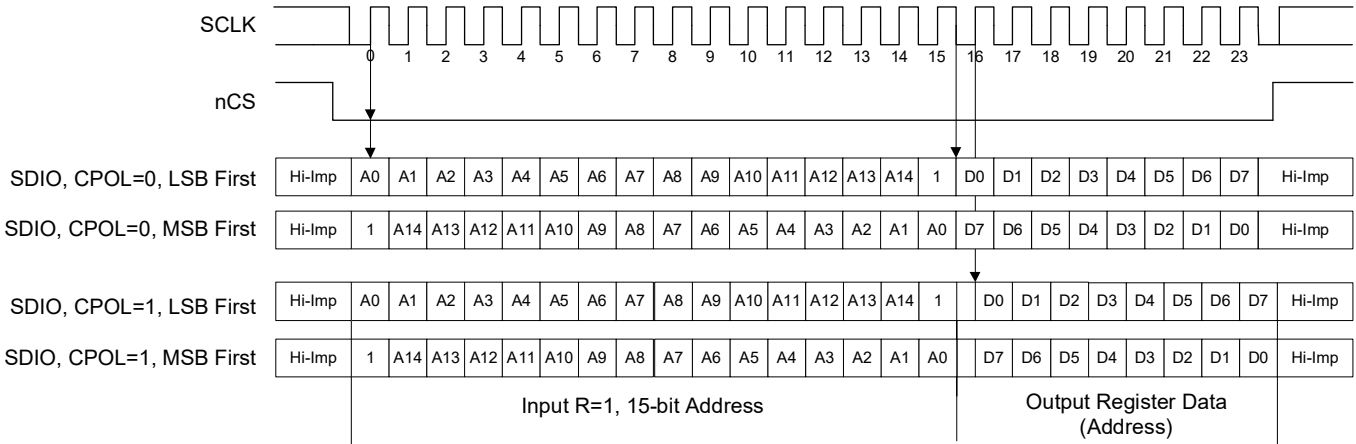 SCLK
0 1 2 3 4 5 6 7 8 9 10 11 12 13 14 15 16 17 18 19 20 21 22 23
nCS
SDIO, CPOL=0, LSB First Hi-Imp A0 A1 A2 A3 A4 A5 A6 A7 A8 A9 A10 A11 A12 A13 A14 1 D0 D1 D2 D3 D4 D5 D6 D7 Hi-Imp
SDIO, CPOL=0, MSB First Hi-Imp 1 A14 A13 A12 A11 A10 A9 A8 A7 A6 A5 A4 A3 A2 A1 A0 D7 D6 D5 D4 D3 D2 D1 D0 Hi-Imp
SDIO, CPOL=1, LSB First Hi-Imp A0 A1 A2 A3 A4 A5 A6 A7 A8 A9 A10 A11 A12 A13 A14 1 D0 D1 D2 D3 D4 D5 D6 D7 Hi-Imp
SDIO, CPOL=1, MSB First Hi-Imp 1 A14 A13 A12 A11 A10 A9 A8 A7 A6 A5 A4 A3 A2 A1 A0 D7 D6 D5 D4 D3 D2 D1 D0 Hi-Imp
Input R=1, 15-bit Address
Output Register Data
(Address)